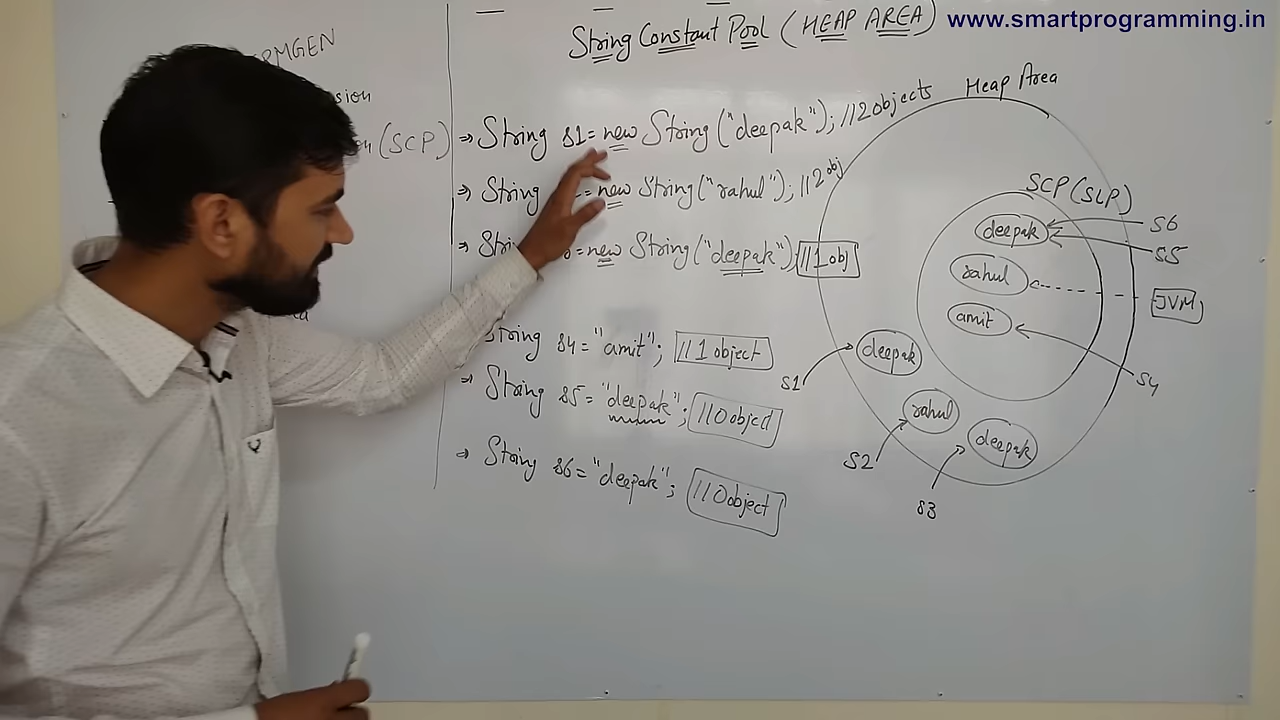 www.smartprogramming.in
String Constant Pool (HEAP AREA)
(SCP)
⇒ String s1 = new String("deepak"); //2 objects
⇒ String = new String("rahul"); //2 obj
⇒ = new String("deepak") //1 obj
String s4 = "amit"; //1 object
⇒ String s5 = "deepak"; //0 object
⇒ String s6 = "deepak"; //0 object
Heap Area
SCP (SLP)
deepak
s6
s5
rahul
JVM
amit
s4
deepak
s1
rahul
s2
deepak
s3